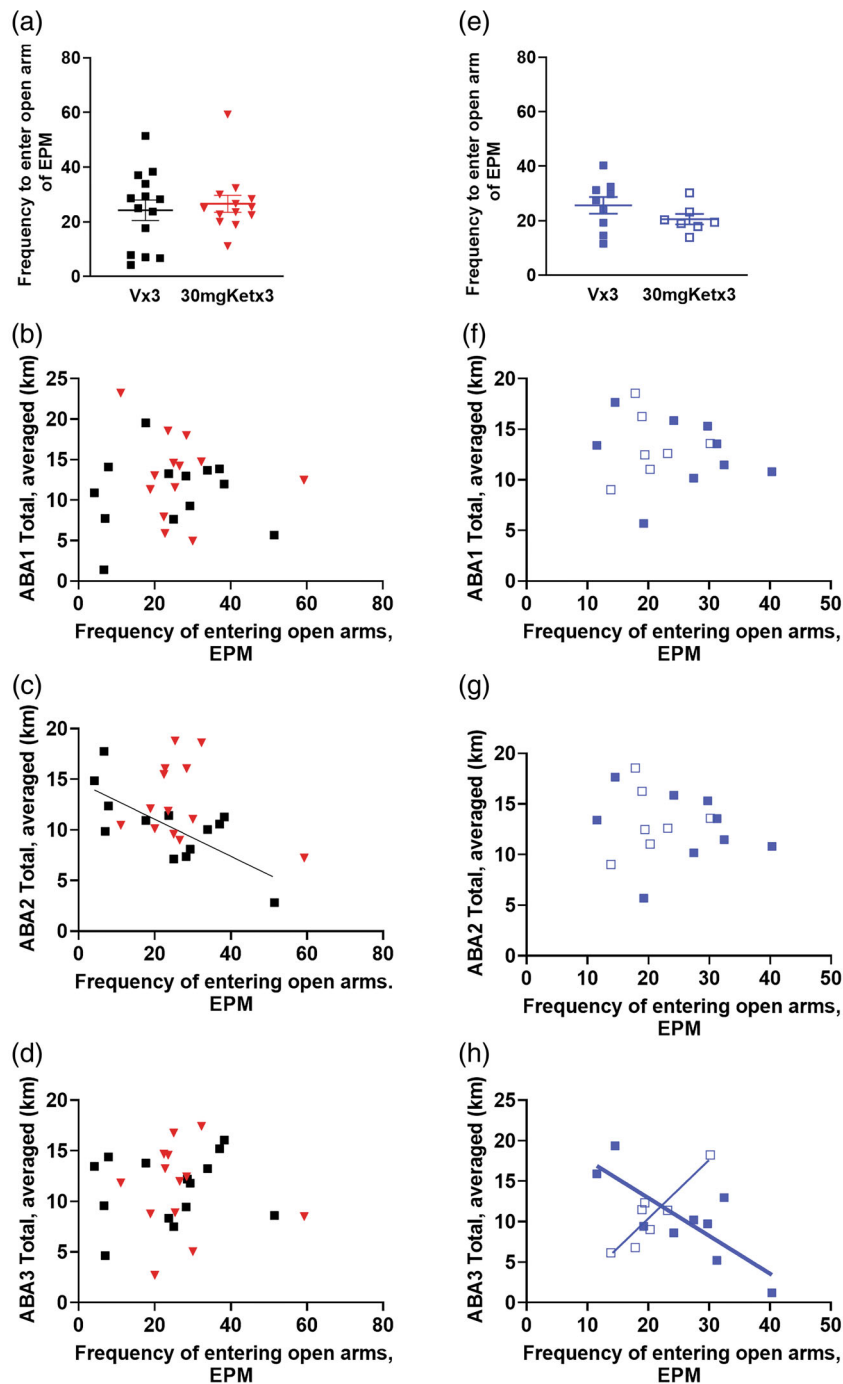 (a)
Frequency to enter open arm
of EPM
80
60
40
20
0
Vx3 30mgKetx3
(e)
Frequency to enter open arm
of EPM
80
60
40
20
0
Vx3 30mgKetx3
(b)
ABA1 Total, averaged (km)
25
20
15
10
5
0
0 20 40 60 80
Frequency of entering open arms,
EPM
(f)
ABA1 Total, averaged (km)
20
15
10
5
0
0 10 20 30 40 50
Frequency of entering open arms,
EPM
(c)
ABA2 Total, averaged (km)
20
15
10
5
0
0 20 40 60 80
Frequency of entering open arms.
EPM
(g)
ABA2 Total, averaged (km)
20
15
10
5
0
0 10 20 30 40 50
Frequency of entering open arms,
EPM
(d)
ABA3 Total, averaged (km)
20
15
10
5
0
0 20 40 60 80
Frequency of entering open arms,
EPM
(h)
ABA3 Total, averaged (km)
25
20
15
10
5
0
0 10 20 30 40 50
Frequency of entering open arms,
EPM